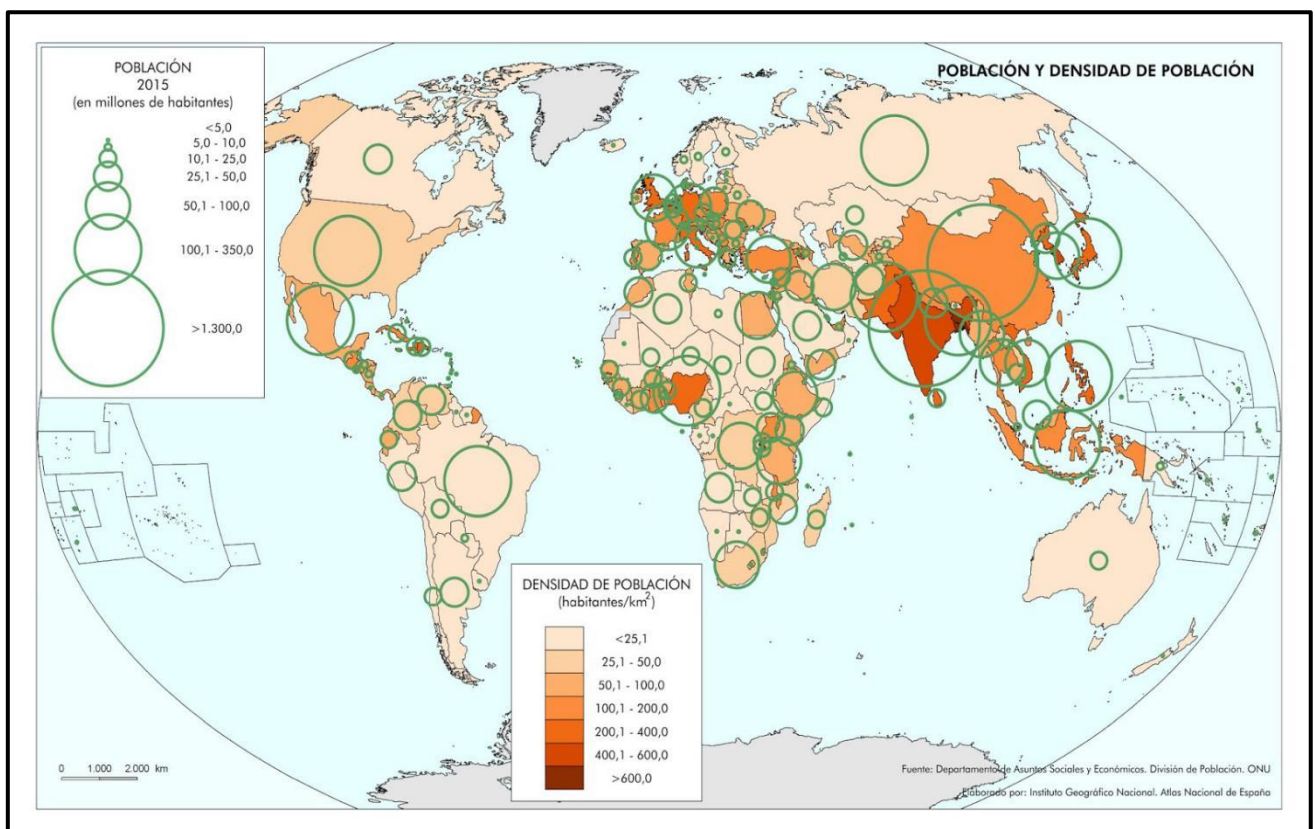 POBLACIÓN
2015
(en millones de habitantes)
<5,0
5,0 - 10,0
10,1 - 25,0
25,1 - 50,0
50,1 - 100,0
100,1 - 350,0
>1.300,0
POBLACIÓN Y DENSIDAD DE POBLACIÓN
DENSIDAD DE POBLACIÓN
(habitantes/km²)
<25,1
25,1 - 50,0
50,1 - 100,0
100,1 - 200,0
200,1 - 400,0
400,1 - 600,0
>600,0
0 1.000 2.000 km
Fuente: Departamento de Asuntos Sociales y Económicos. División de Población. ONU
Elaborado por: Instituto Geográfico Nacional. Atlas Nacional de España